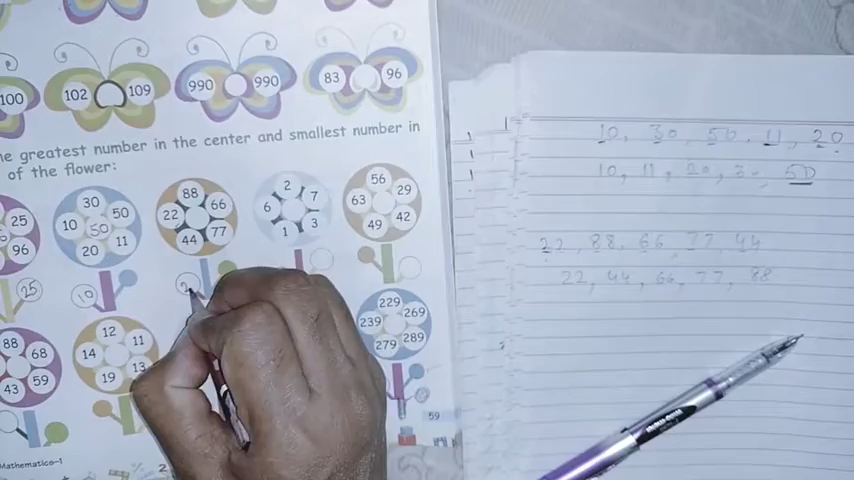 100 102 109 990 990 83 96
e greatest number in the center and smallest number in
of the flower:
25 96
30 10 50 50 20 11
88 22 66 44 77
2 7 6 3 1
56 29 63 42 49
25 10 2
88 68 43 59
12 14 11 19 13
229 239 269 279 289
59
Mathematics-1
10, 30, 50, 11, 20
10, 11, 20, 30, 50
22, 88, 66, 77, 44
22, 44, 66, 77, 88